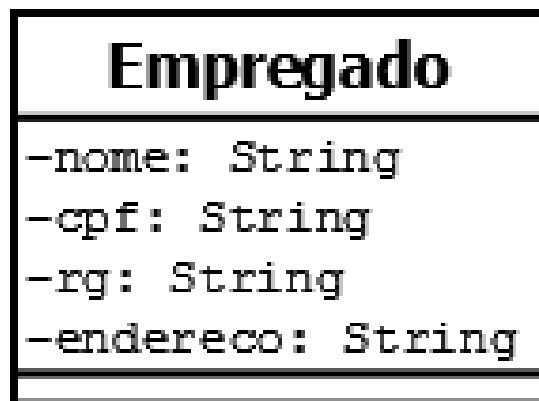 Empregado
-nome: String
-cpf: String
-rg: String
-endereco: String